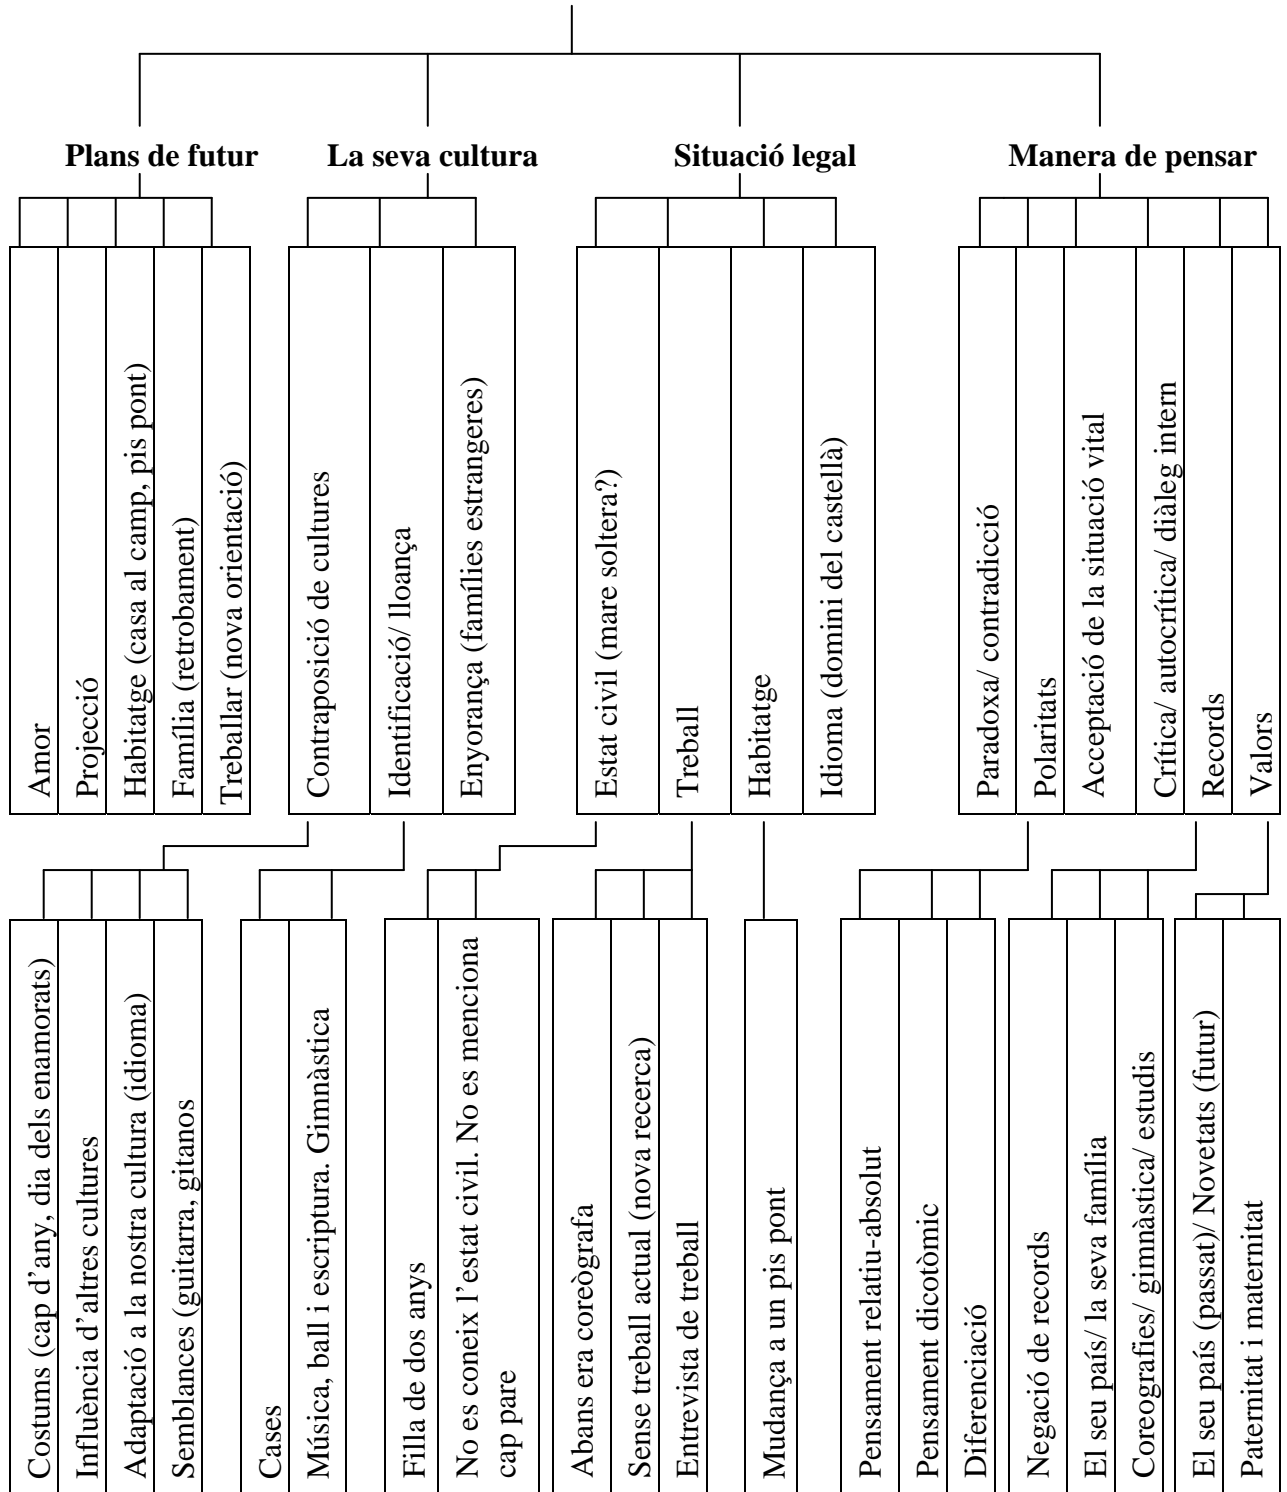 Plans de futur
La seva cultura
Situació legal
Manera de pensar
Amor
Projecció
Habitatge (casa al camp, pis pont)
Família (retrobament)
Treballar (nova orientació)
Contraposició de cultures
Identificació/ lloança
Enyorança (famílies estrangeres)
Estat civil (mare soltera?)
Treball
Habitatge
Idioma (domini del castellà)
Paradoxa/ contradicció
Polaritats
Acceptació de la situació vital
Crítica/ autocrítica/ diàleg intern
Records
Valors
Costums (cap d’any, dia dels enamorats)
Influència d’altres cultures
Adaptació a la nostra cultura (idioma)
Semblances (guitarra, gitanos
Cases
Música, ball i escriptura. Gimnàstica
Filla de dos anys
No es coneix l’estat civil. No es menciona
cap pare
Abans era coreògrafa
Sense treball actual (nova recerca)
Entrevista de treball
Mudança a un pis pont
Pensament relatiu-absolut
Pensament dicotòmic
Diferenciació
Negació de records
El seu país/ la seva família
Coreografies/ gimnàstica/ estudis
El seu país (passat)/ Novetats (futur)
Paternitat i maternitat